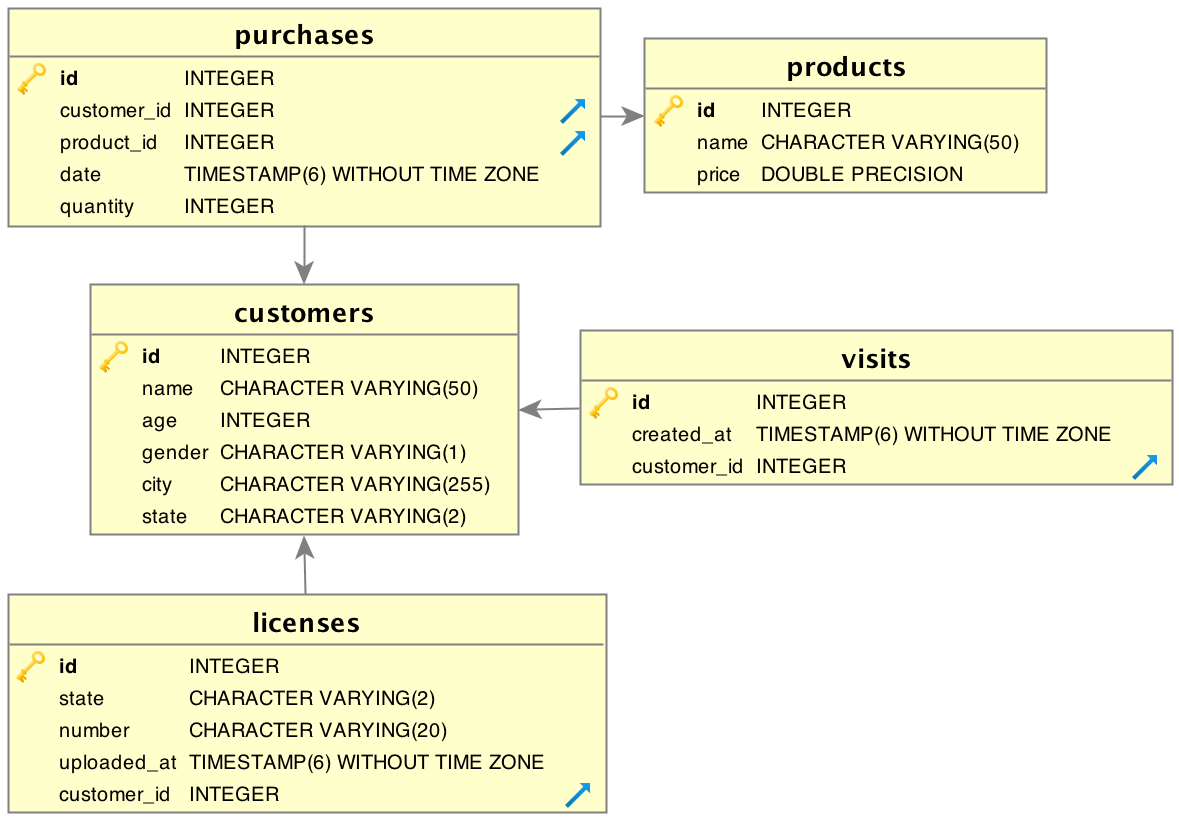 purchases
id INTEGER
customer_id INTEGER
product_id INTEGER
date TIMESTAMP(6) WITHOUT TIME ZONE
quantity INTEGER
products
id INTEGER
name CHARACTER VARYING(50)
price DOUBLE PRECISION
customers
id INTEGER
name CHARACTER VARYING(50)
age INTEGER
gender CHARACTER VARYING(1)
city CHARACTER VARYING(255)
state CHARACTER VARYING(2)
visits
id INTEGER
created_at TIMESTAMP(6) WITHOUT TIME ZONE
customer_id INTEGER
licenses
id INTEGER
state CHARACTER VARYING(2)
number CHARACTER VARYING(20)
uploaded_at TIMESTAMP(6) WITHOUT TIME ZONE
customer_id INTEGER